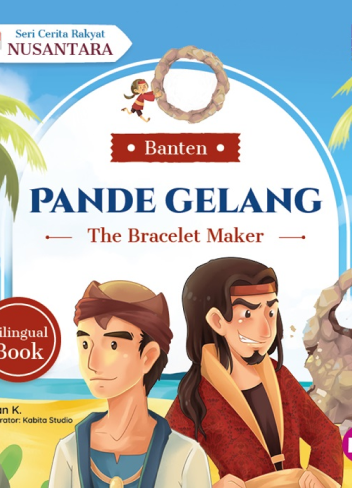 Seri Cerita Rakyat
NUSANTARA
Banten
PANDE GELANG
The Bracelet Maker
Book
K.
Kabita Studio